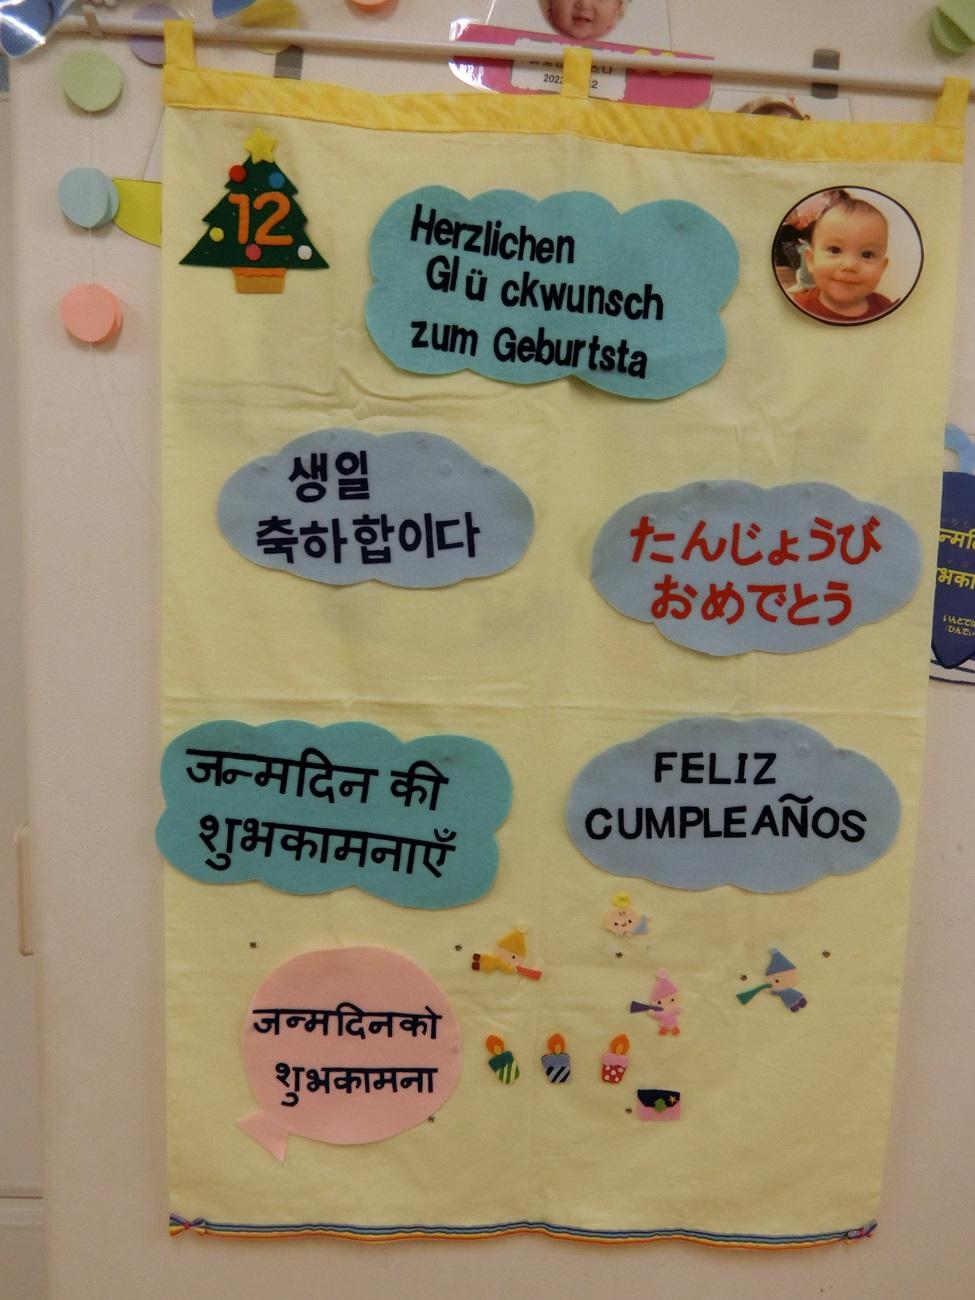 12
Herzlichen
Glü ckwunsch
zum Geburtsta
생일
축하합이다
たんじょうび
おめでとう
जन्मदिन की
शुभकामनाएँ
FELIZ
CUMPLEAÑOS
जन्मदिनको
शुभकामना